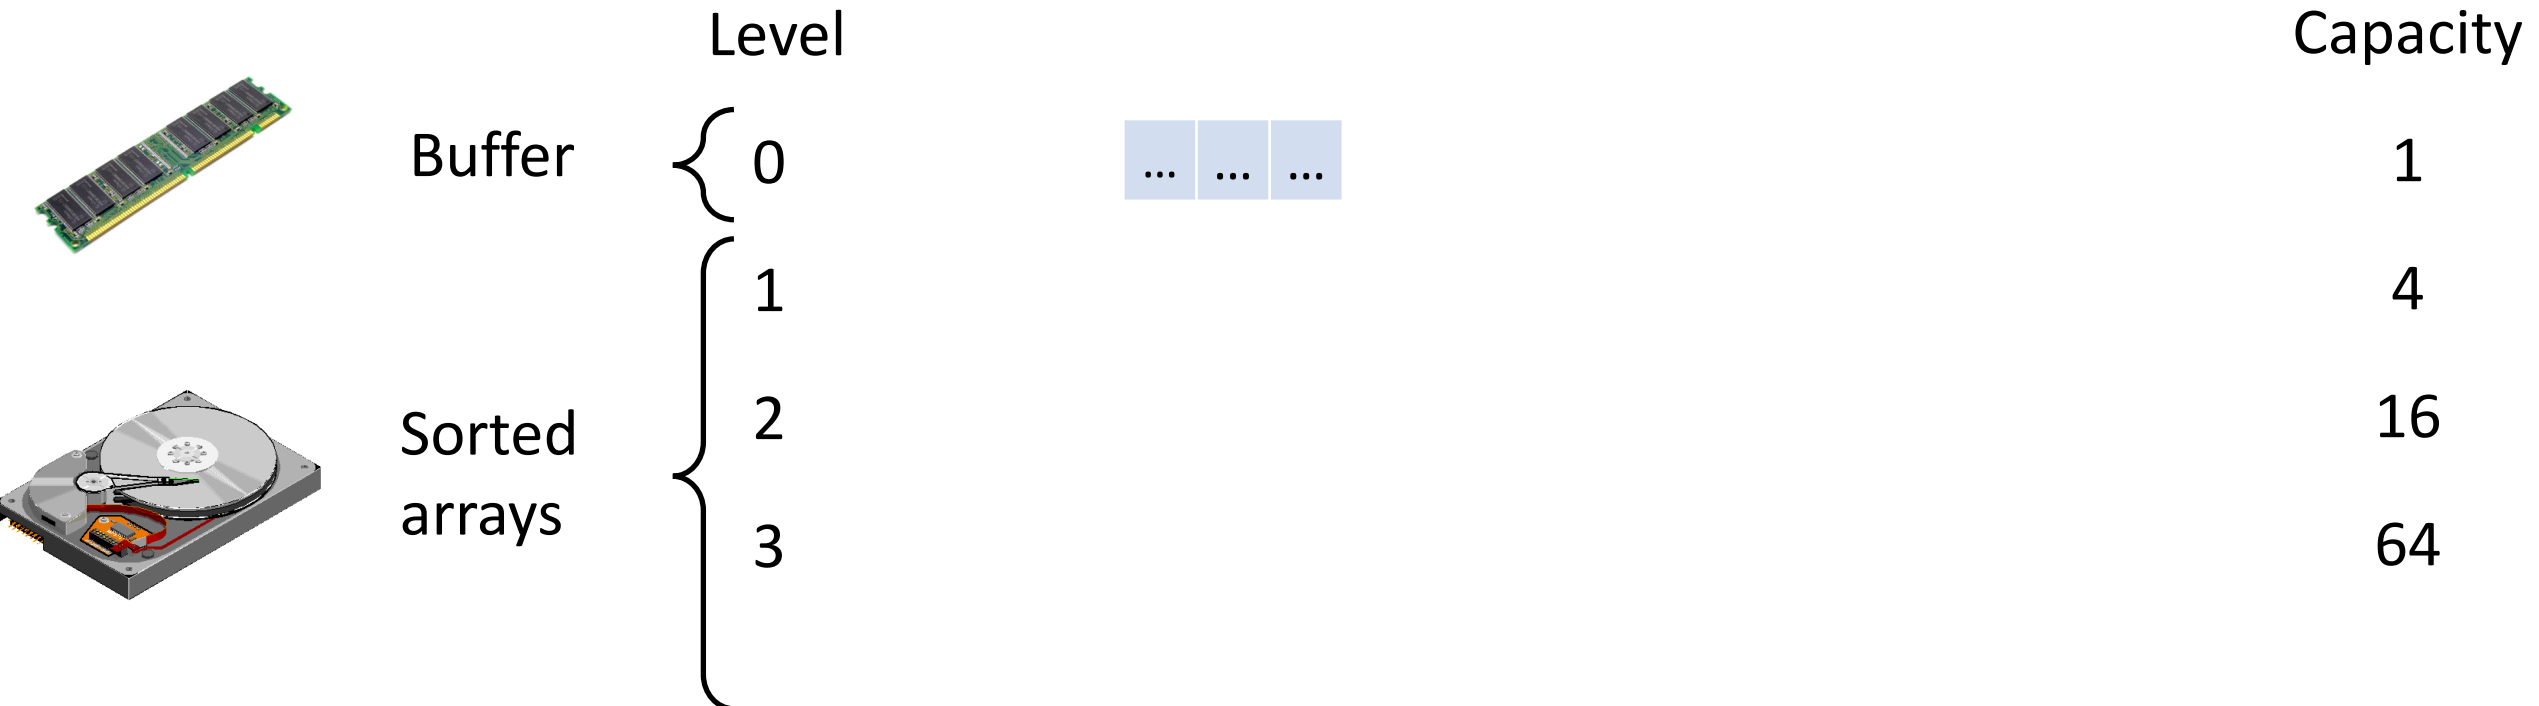 Level Capacity
Buffer 0 ... ... ... 1
1 4
2 16
Sorted
arrays
3 64